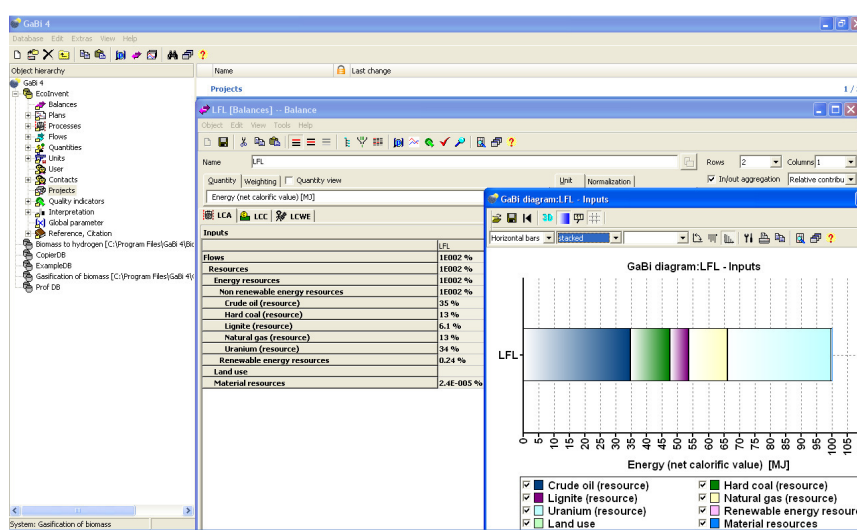 GaBi 4
Database Edit Extras View Help
Object hierarchy
Name
Last change
GaBi 4
EcoInvent
Balances
Plans
Processes
Flows
Quantities
Units
User
Contacts
Projects
Quality indicators
Interpretation
Global parameter
Reference, Citation
Biomass to hydrogen [C:\Program Files\GaBi 4\Bio
CopierDB
ExampleDB
Gasification of biomass [C:\Program Files\GaBi 4\
Prof DB
System: Gasification of biomass
Projects
1 /
LFL [Balances] -- Balance
Object Edit View Tools Help
Name LFL
Rows 2 Columns 1
Quantity Weighting Quantity view
Unit Normalization
In/out aggregation Relative contribu
Energy (net calorific value) [MJ]
LCA LCC LCWE
Inputs
LFL
Flows 1E002 %
Resources 1E002 %
Energy resources 1E002 %
Non renewable energy resources 1E002 %
Crude oil (resource) 35 %
Hard coal (resource) 13 %
Lignite (resource) 6.1 %
Natural gas (resource) 13 %
Uranium (resource) 34 %
Renewable energy resources 0.24 %
Land use
Material resources 2.4E-005 %
GaBi diagram:LFL - Inputs
3D
Horizontal bars stacked
GaBi diagram:LFL - Inputs
LFL
0 5 10 15 20 25 30 35 40 45 50 55 60 65 70 75 80 85 90 95 100 105
Energy (net calorific value) [MJ]
Crude oil (resource) Hard coal (resource)
Lignite (resource) Natural gas (resource)
Uranium (resource) Renewable energy resour
Land use Material resources